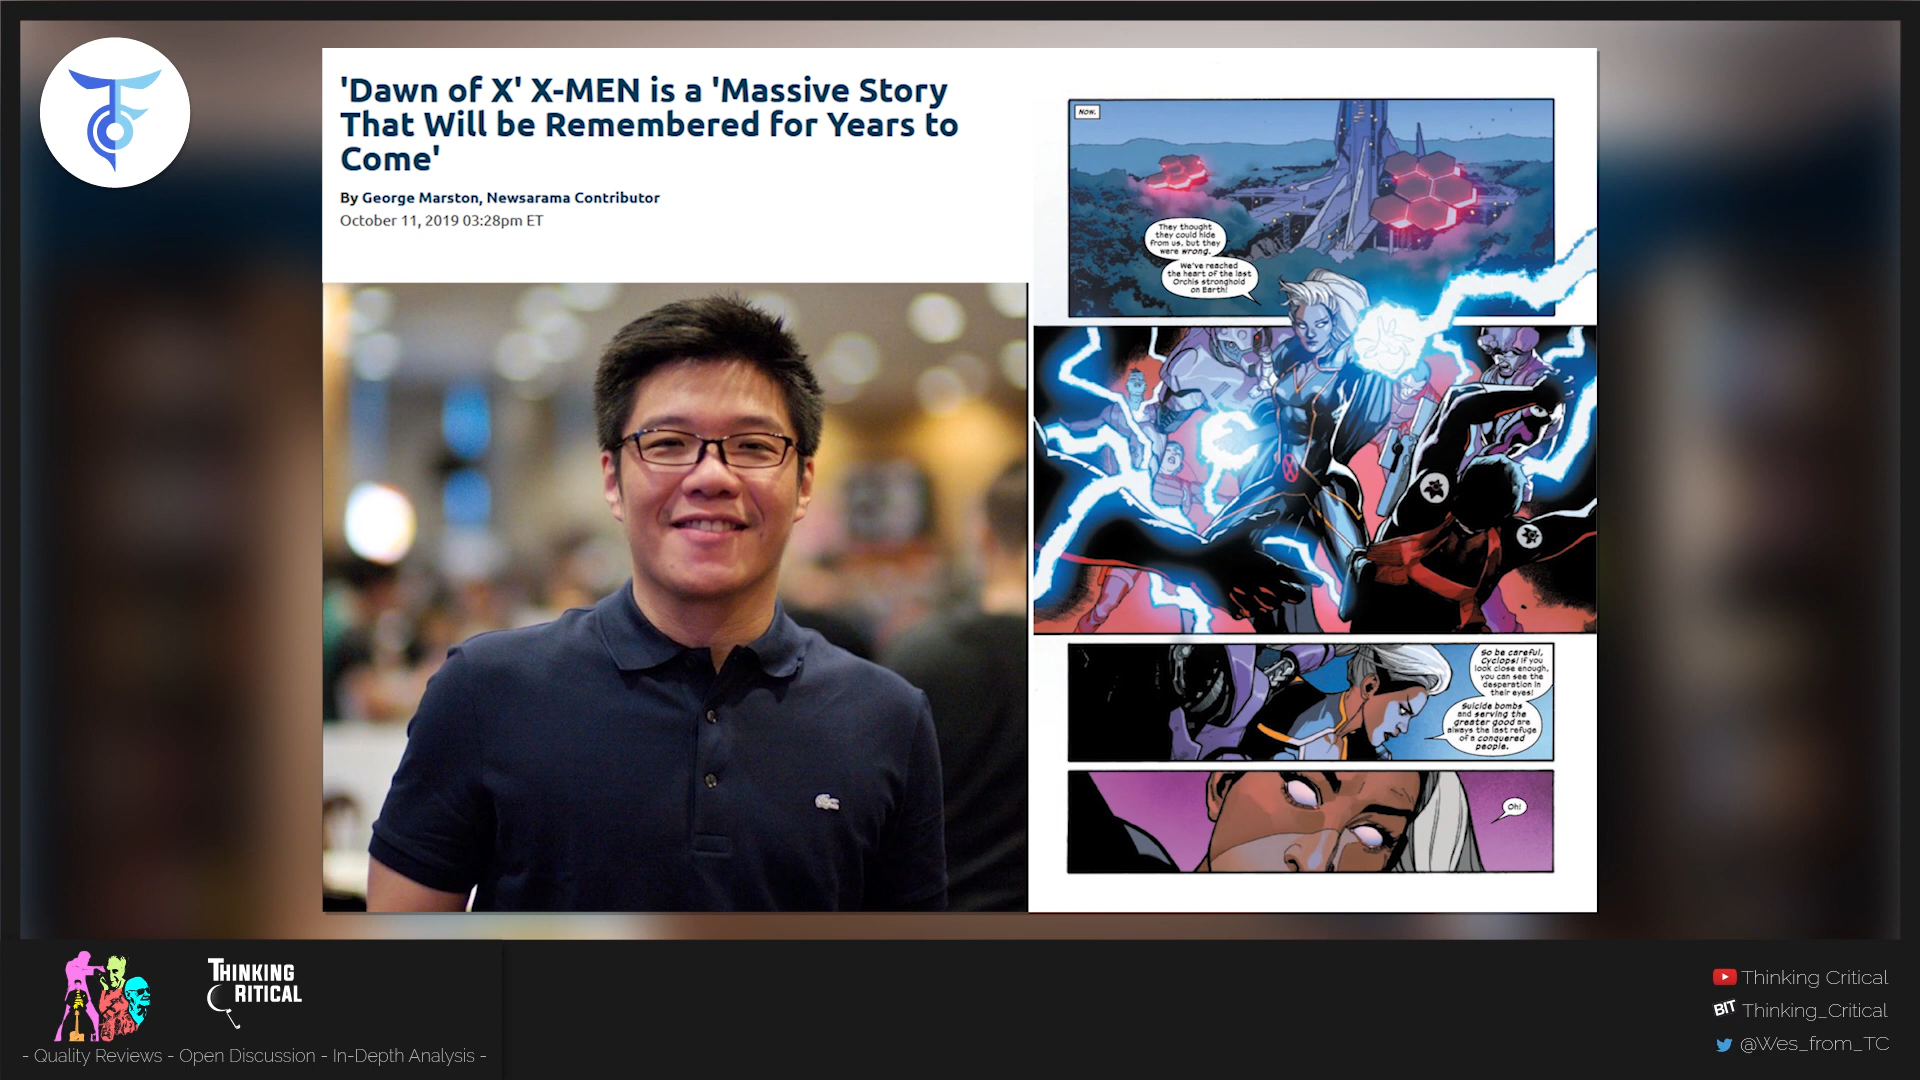 'Dawn of X' X-MEN is a 'Massive Story
That Will be Remembered for Years to
Come'
By George Marston, Newsarama Contributor
October 11, 2019 03:28pm ET
Now.
They thought
they could hide
from us, but they
were wrong.
We've reached
the heart of the last
Orchis stronghold
on Earth!
So be careful,
Cyclops! If you
look close enough,
you can see the
desperation in
their eyes!
Suicide bombs
and serving the
greater good are
always the last refuge
of a conquered
people.
Oh!
THINKING
CRITICAL
- Quality Reviews - Open Discussion - In-Depth Analysis -
Thinking Critical
BIT Thinking_Critical
@Wes_from_TC